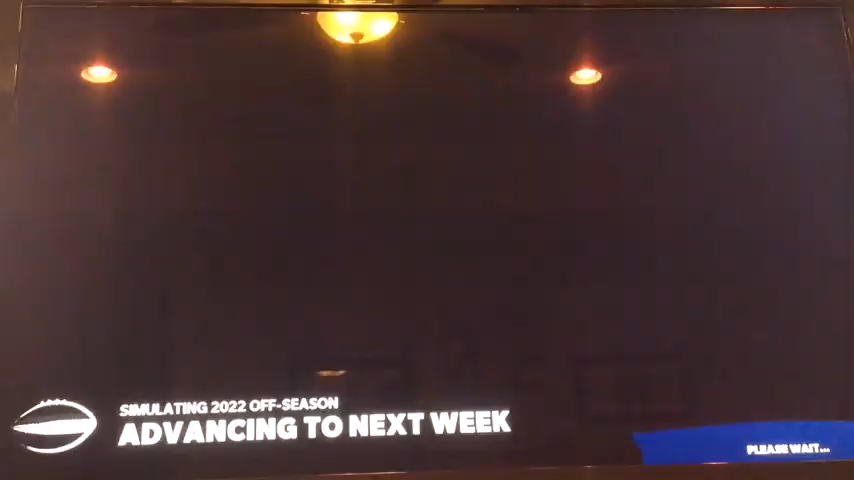 SIMULATING 2022 OFF-SEASON
ADVANCING TO NEXT WEEK
PLEASE WAIT...